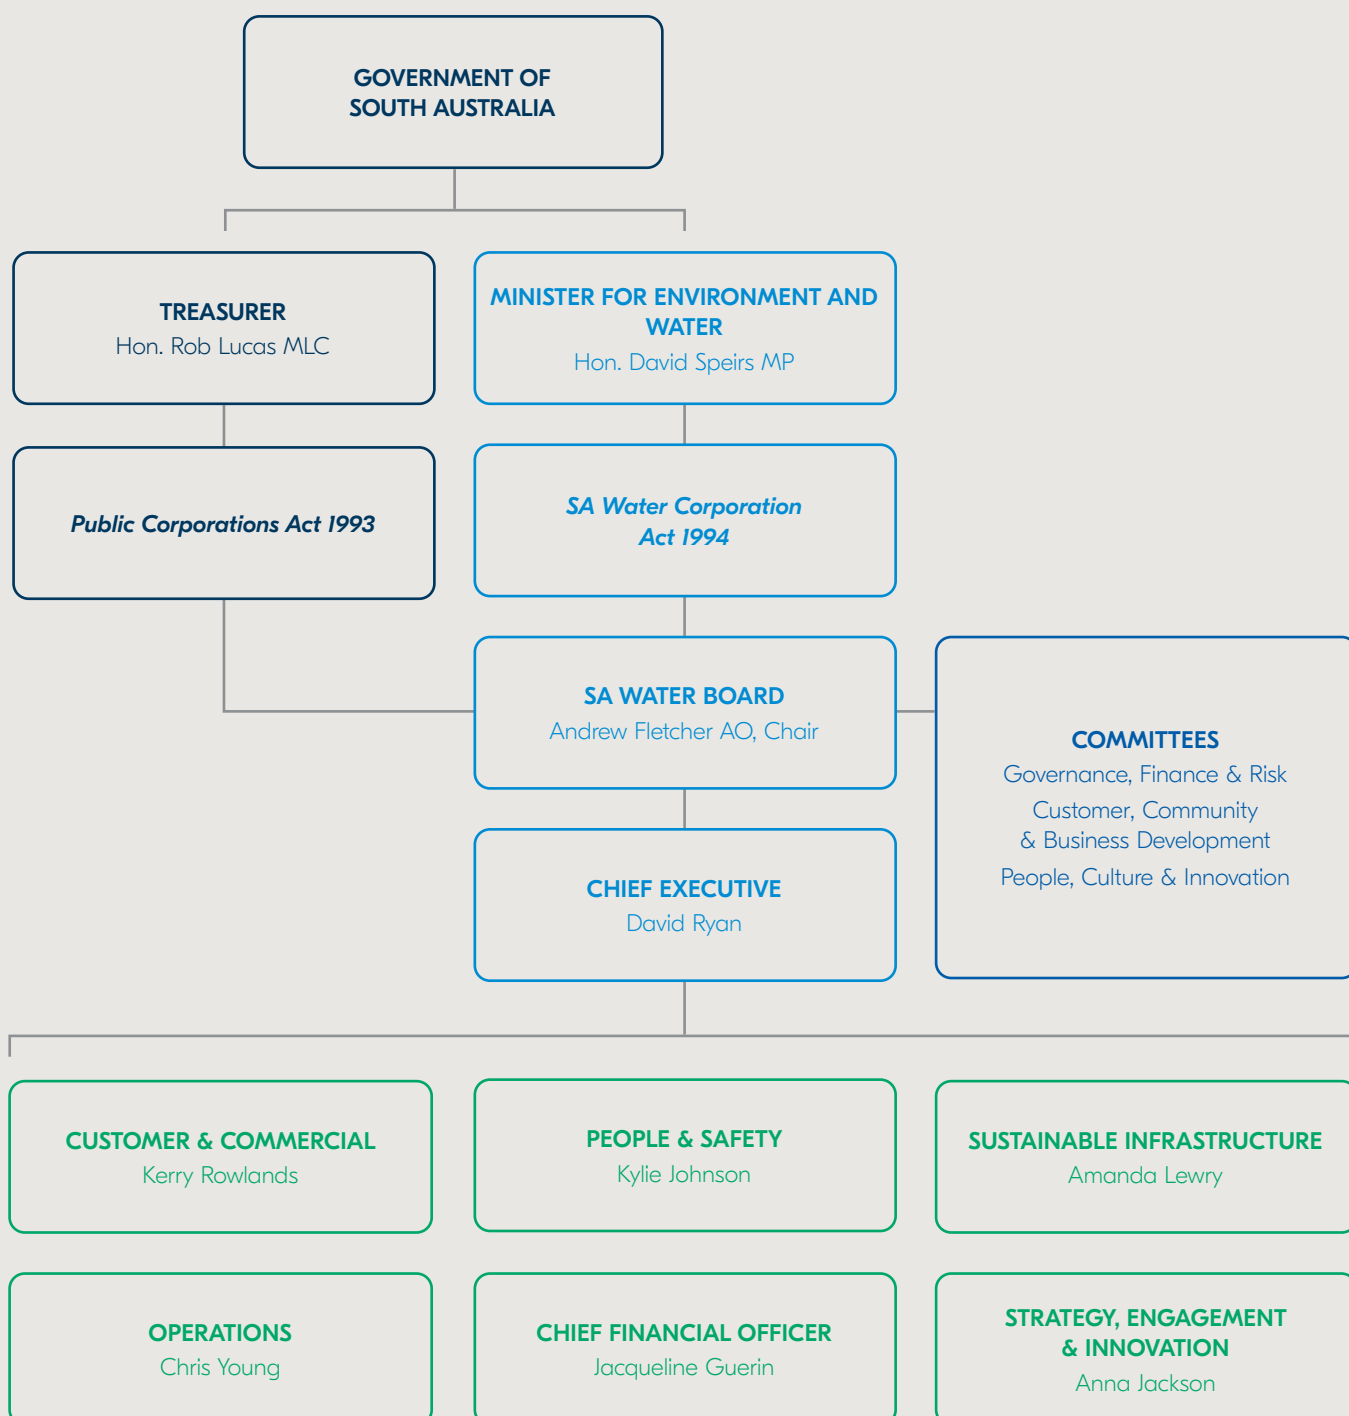 GOVERNMENT OF
SOUTH AUSTRALIA
TREASURER
Hon. Rob Lucas MLC
MINISTER FOR ENVIRONMENT AND
WATER
Hon. David Speirs MP
Public Corporations Act 1993
SA Water Corporation
Act 1994
SA WATER BOARD
Andrew Fletcher AO, Chair
COMMITTEES
Governance, Finance & Risk
Customer, Community
& Business Development
People, Culture & Innovation
CHIEF EXECUTIVE
David Ryan
CUSTOMER & COMMERCIAL
Kerry Rowlands
PEOPLE & SAFETY
Kylie Johnson
SUSTAINABLE INFRASTRUCTURE
Amanda Lewry
OPERATIONS
Chris Young
CHIEF FINANCIAL OFFICER
Jacqueline Guerin
STRATEGY, ENGAGEMENT
& INNOVATION
Anna Jackson